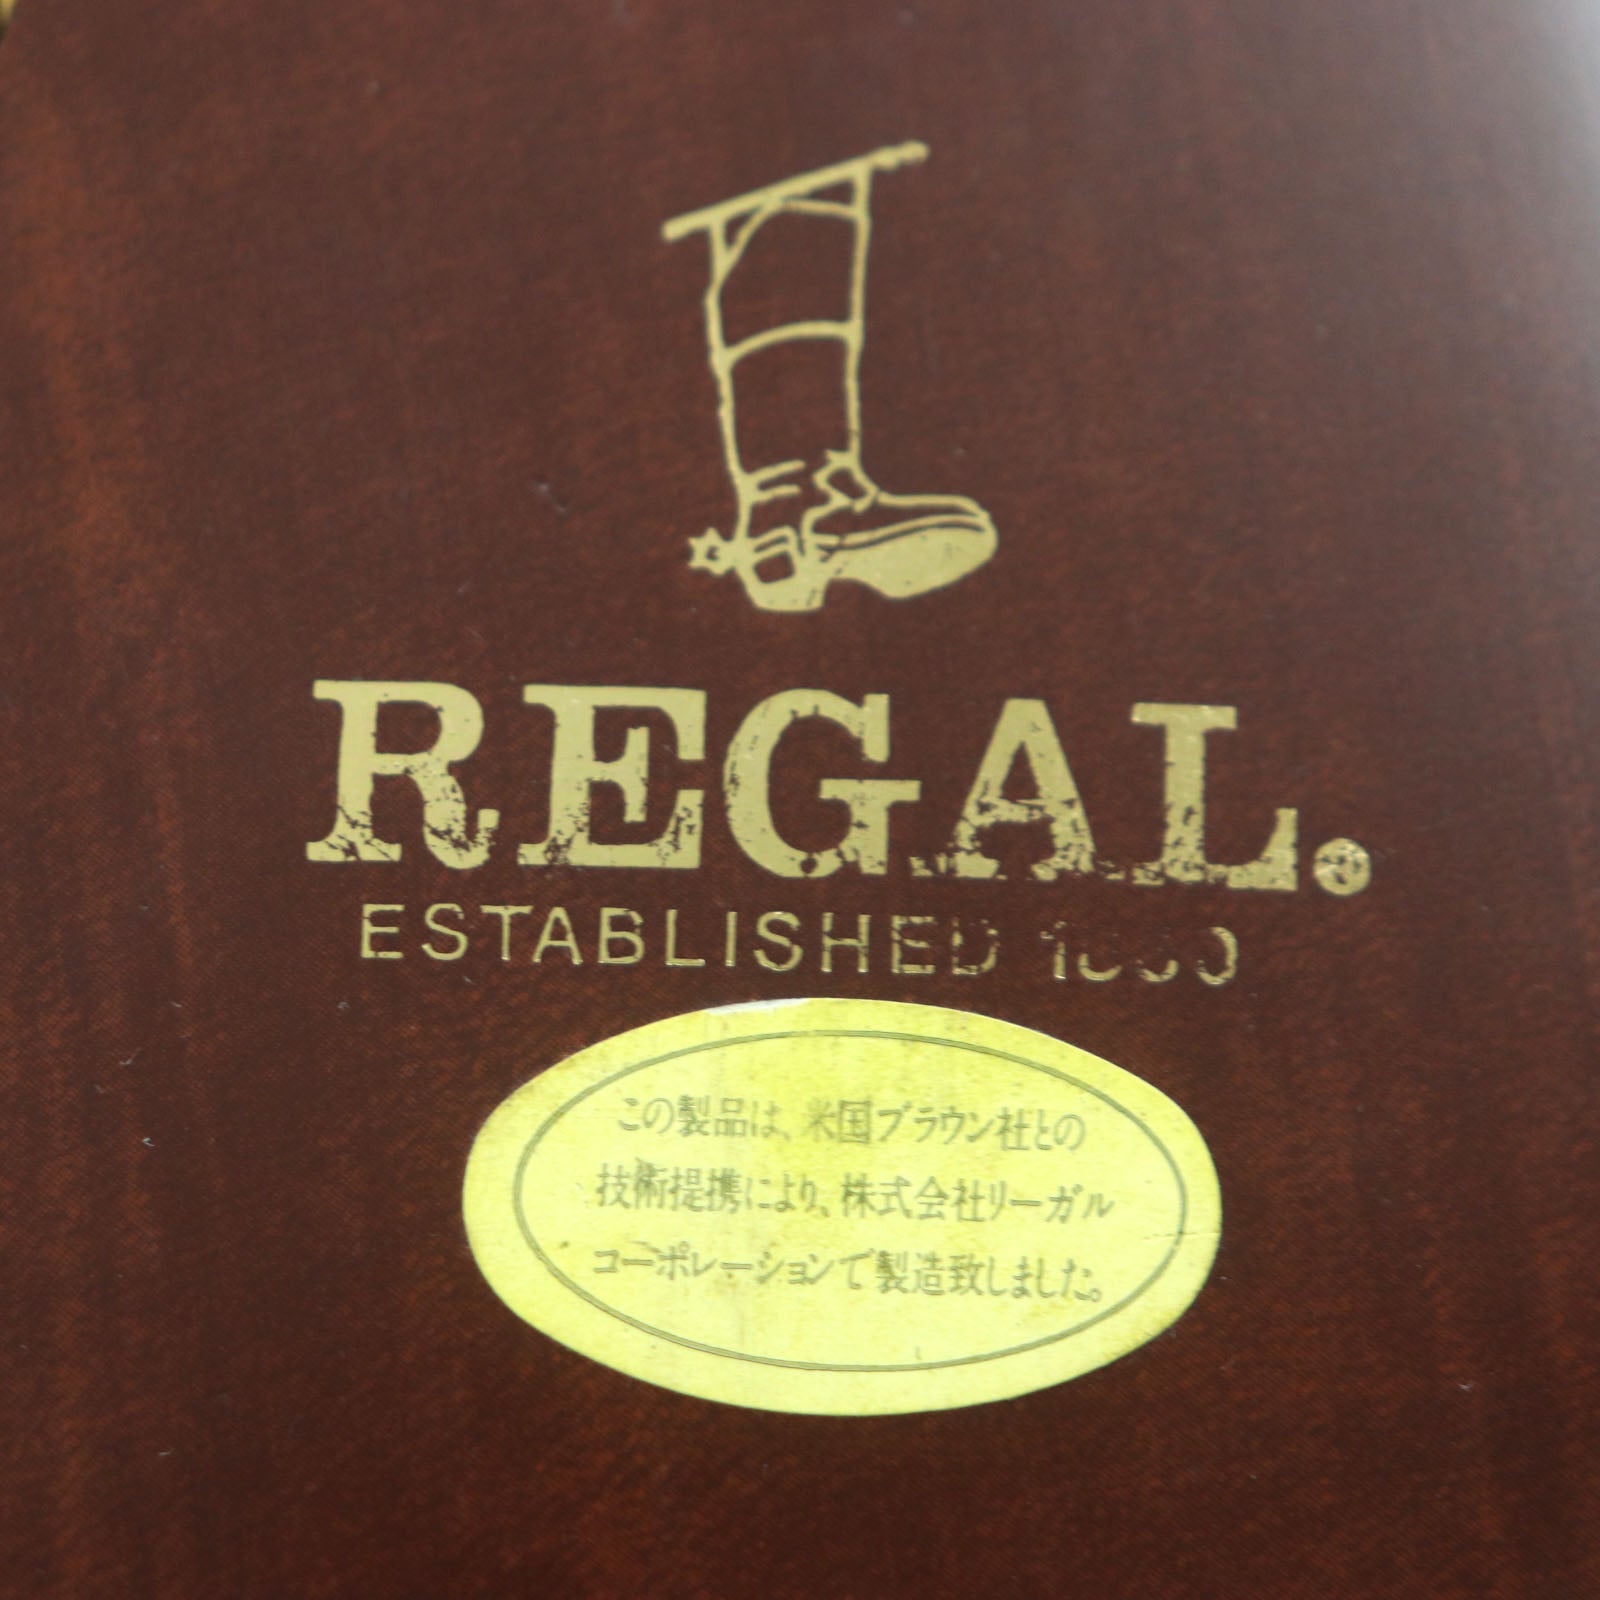 REGAL.
ESTABLISHED
この製品は、米国ブラウン社との
技術提携により、株式会社リーガル
コーポレーションで製造致しました。